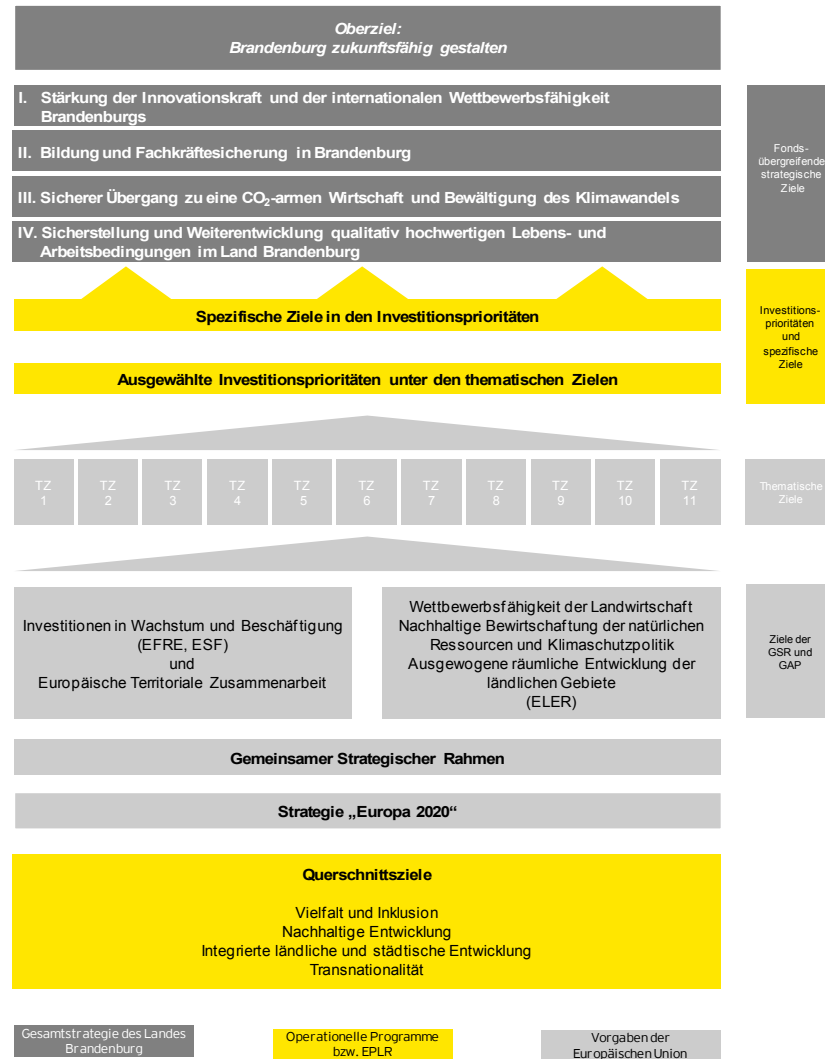 Oberziel:
Brandenburg zukunftsfähig gestalten
I. Stärkung der Innovationskraft und der internationalen Wettbewerbsfähigkeit
Brandenburgs
II. Bildung und Fachkräftesicherung in Brandenburg
III. Sicherer Übergang zu eine CO₂-armen Wirtschaft und Bewältigung des Klimawandels
IV. Sicherstellung und Weiterentwicklung qualitativ hochwertigen Lebens- und
Arbeitsbedingungen im Land Brandenburg
Fonds-
übergreifende
strategische
Ziele
Spezifische Ziele in den Investitionsprioritäten
Ausgewählte Investitionsprioritäten unter den thematischen Zielen
Investitions-
prioritäten
und
spezifische
Ziele
TZ
1
TZ
2
TZ
3
TZ
4
TZ
5
TZ
6
TZ
7
TZ
8
TZ
9
TZ
10
TZ
11
Thematische
Ziele
Investitionen in Wachstum und Beschäftigung
(EFRE, ESF)
und
Europäische Territoriale Zusammenarbeit
Wettbewerbsfähigkeit der Landwirtschaft
Nachhaltige Bewirtschaftung der natürlichen
Ressourcen und Klimaschutzpolitik
Ausgewogene räumliche Entwicklung der
ländlichen Gebiete
(ELER)
Ziele der
GSR und
GAP
Gemeinsamer Strategischer Rahmen
Strategie „Europa 2020“
Querschnittsziele
Vielfalt und Inklusion
Nachhaltige Entwicklung
Integrierte ländliche und städtische Entwicklung
Transnationalität
Gesamtstrategie des Landes
Brandenburg
Operationelle Programme
bzw. EPLR
Vorgaben der
Europäischen Union